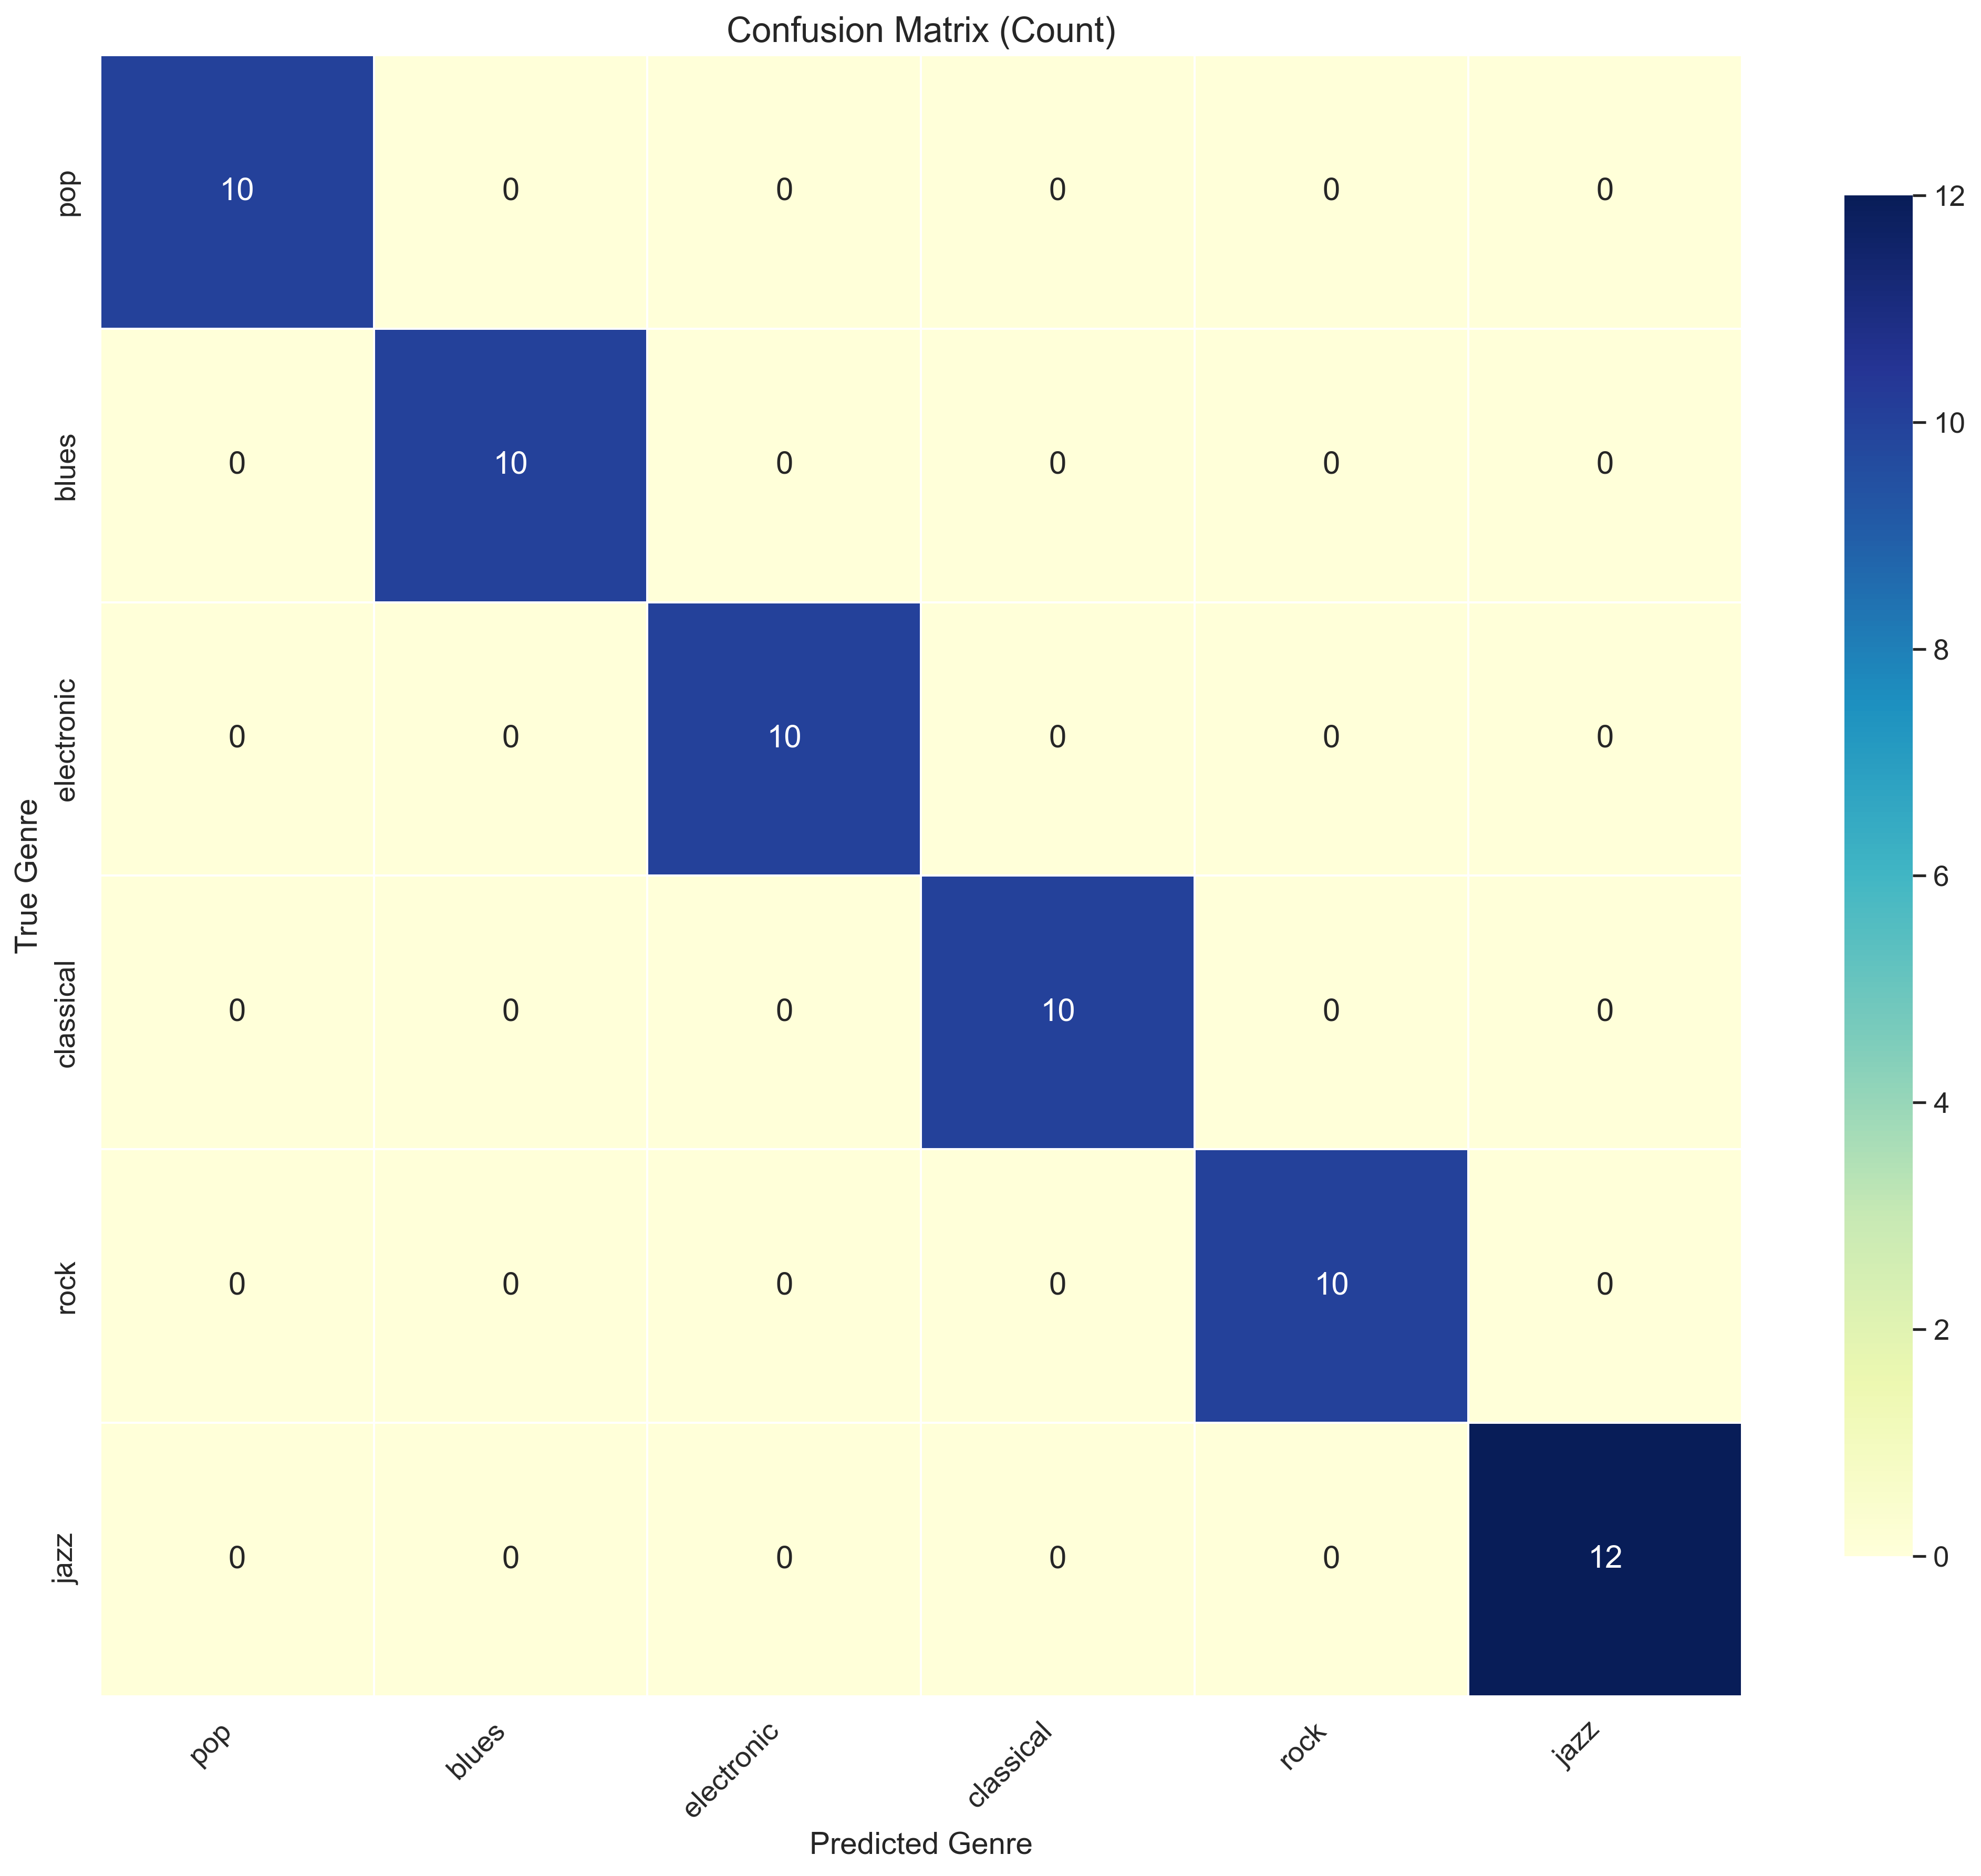 Confusion Matrix (Count)
pop 10 0 0 0 0 0
blues 0 10 0 0 0 0
electronic 0 0 10 0 0 0
classical 0 0 0 10 0 0
rock 0 0 0 0 10 0
jazz 0 0 0 0 0 12
True Genre
pop blues electronic classical rock jazz
Predicted Genre
12
10
8
6
4
2
0